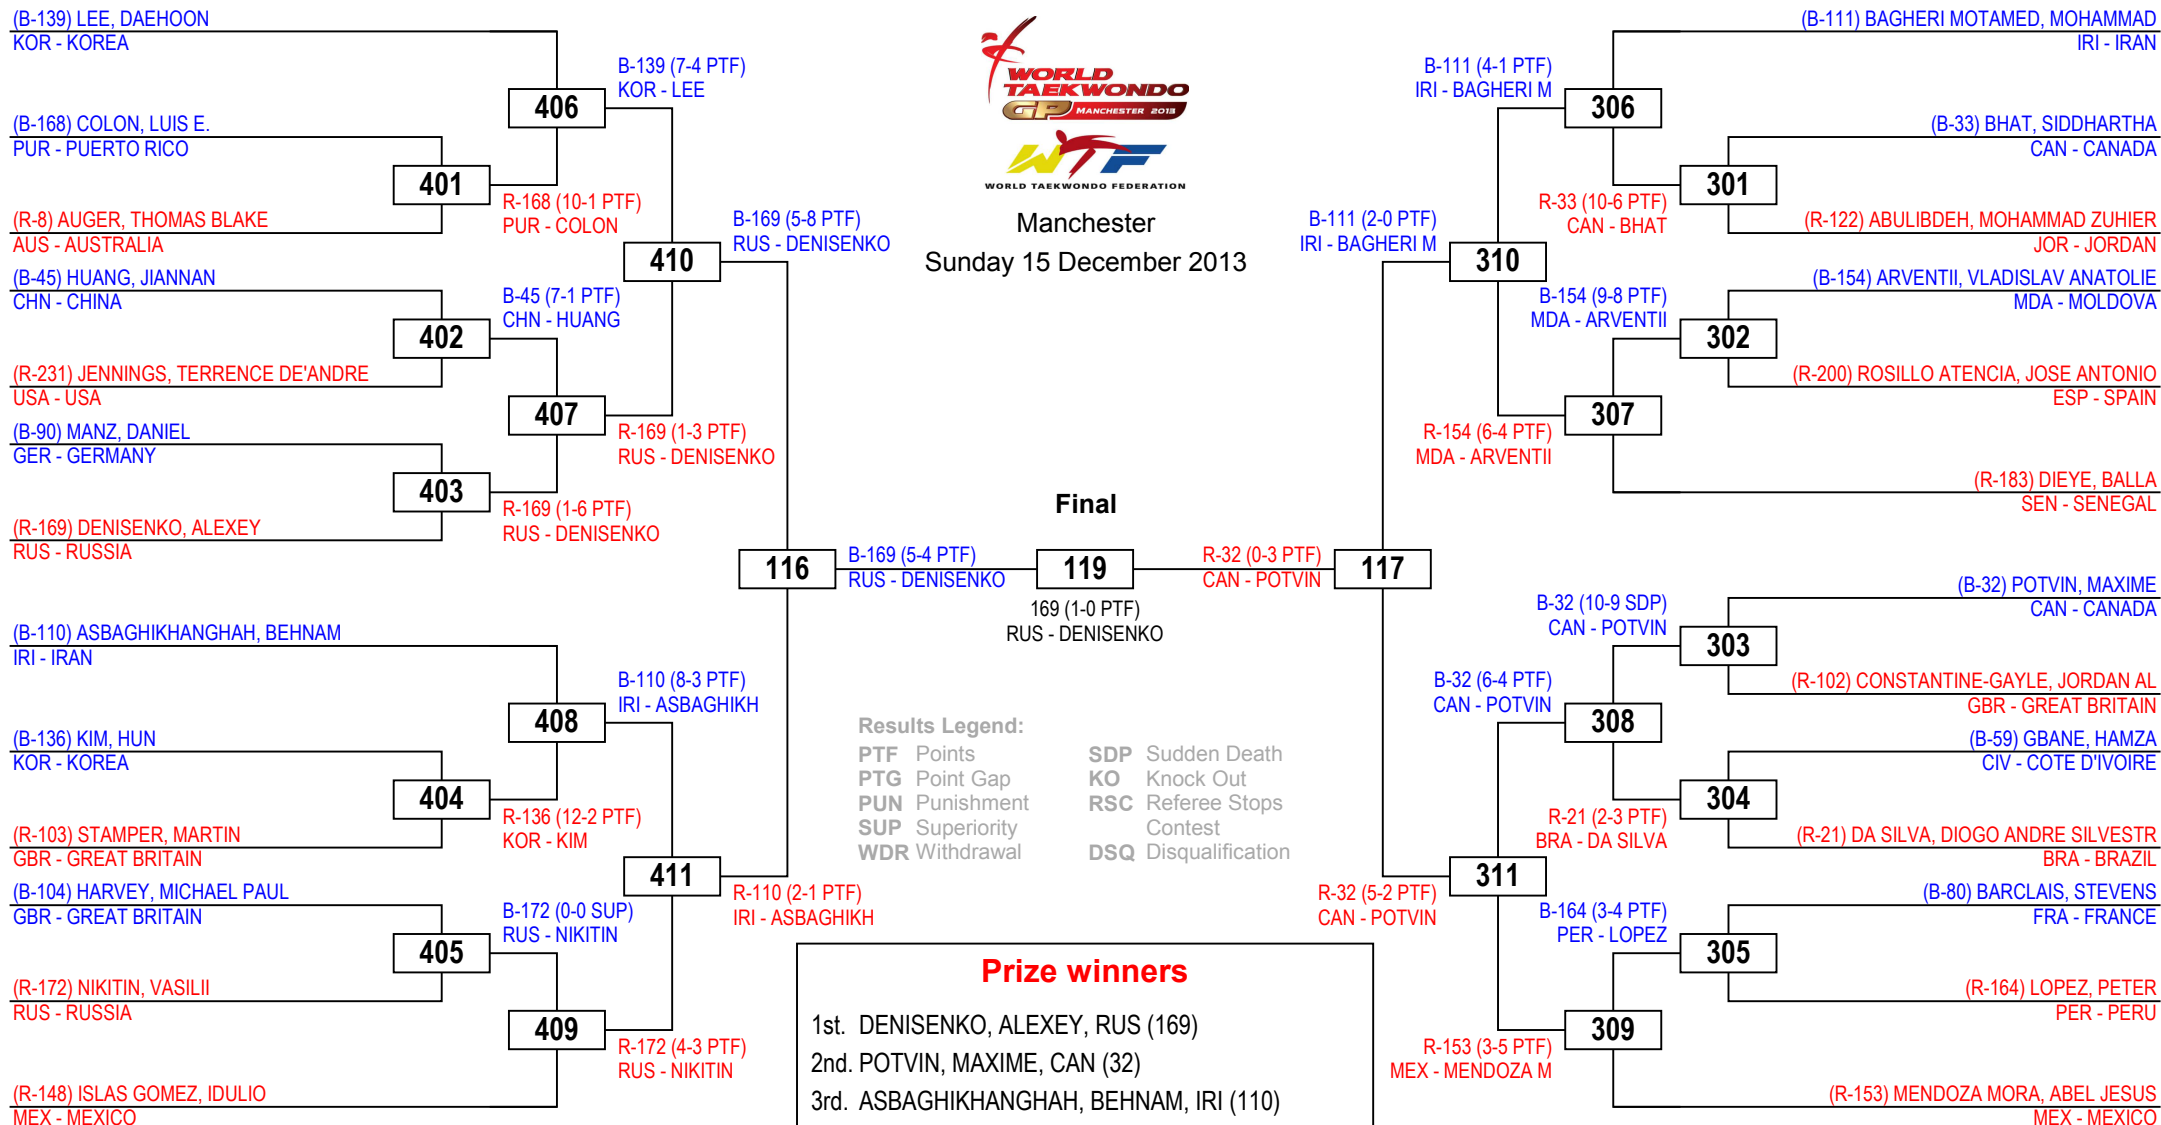 (B-139) LEE, DAEHOON
KOR - KOREA
(B-168) COLON, LUIS E.
PUR - PUERTO RICO
(R-8) AUGER, THOMAS BLAKE
AUS - AUSTRALIA
(B-45) HUANG, JIANNAN
CHN - CHINA
(R-231) JENNINGS, TERRENCE DE'ANDRE
USA - USA
(B-90) MANZ, DANIEL
GER - GERMANY
(R-169) DENISENKO, ALEXEY
RUS - RUSSIA
(B-110) ASBAGHIKHANGHAH, BEHNAM
IRI - IRAN
(B-136) KIM, HUN
KOR - KOREA
(R-103) STAMPER, MARTIN
GBR - GREAT BRITAIN
(B-104) HARVEY, MICHAEL PAUL
GBR - GREAT BRITAIN
(R-172) NIKITIN, VASILII
RUS - RUSSIA
(R-148) ISLAS GOMEZ, IDULIO
MEX - MEXICO
401
402
403
404
405
R-168 (10-1 PTF)
PUR - COLON
B-45 (7-1 PTF)
CHN - HUANG
R-169 (1-6 PTF)
RUS - DENISENKO
R-136 (12-2 PTF)
KOR - KIM
B-172 (0-0 SUP)
RUS - NIKITIN
406
407
408
409
B-139 (7-4 PTF)
KOR - LEE
R-169 (1-3 PTF)
RUS - DENISENKO
B-110 (8-3 PTF)
IRI - ASBAGHIKH
R-172 (4-3 PTF)
RUS - NIKITIN
410
411
B-169 (5-8 PTF)
RUS - DENISENKO
R-110 (2-1 PTF)
IRI - ASBAGHIKH
116
B-169 (5-4 PTF)
RUS - DENISENKO
WORLD
TAEKWONDO
GP MANCHESTER 2013
WTF
WORLD TAEKWONDO FEDERATION
Manchester
Sunday 15 December 2013
Final
119
169 (1-0 PTF)
RUS - DENISENKO
Results Legend:
PTF Points SDP Sudden Death
PTG Point Gap KO Knock Out
PUN Punishment RSC Referee Stops
SUP Superiority Contest
WDR Withdrawal DSQ Disqualification
Prize winners
1st. DENISENKO, ALEXEY, RUS (169)
2nd. POTVIN, MAXIME, CAN (32)
3rd. ASBAGHIKHANGHAH, BEHNAM, IRI (110)
R-32 (0-3 PTF)
CAN - POTVIN
117
B-111 (2-0 PTF)
IRI - BAGHERI M
R-32 (5-2 PTF)
CAN - POTVIN
310
311
B-111 (4-1 PTF)
IRI - BAGHERI M
R-154 (6-4 PTF)
MDA - ARVENTII
B-32 (6-4 PTF)
CAN - POTVIN
R-153 (3-5 PTF)
MEX - MENDOZA M
306
307
308
309
R-33 (10-6 PTF)
CAN - BHAT
B-154 (9-8 PTF)
MDA - ARVENTII
B-32 (10-9 SDP)
CAN - POTVIN
R-21 (2-3 PTF)
BRA - DA SILVA
B-164 (3-4 PTF)
PER - LOPEZ
301
302
303
304
305
(B-111) BAGHERI MOTAMED, MOHAMMAD
IRI - IRAN
(B-33) BHAT, SIDDHARTHA
CAN - CANADA
(R-122) ABULIBDEH, MOHAMMAD ZUHIER
JOR - JORDAN
(B-154) ARVENTII, VLADISLAV ANATOLIE
MDA - MOLDOVA
(R-200) ROSILLO ATENCIA, JOSE ANTONIO
ESP - SPAIN
(R-183) DIEYE, BALLA
SEN - SENEGAL
(B-32) POTVIN, MAXIME
CAN - CANADA
(R-102) CONSTANTINE-GAYLE, JORDAN AL
GBR - GREAT BRITAIN
(B-59) GBANE, HAMZA
CIV - COTE D'IVOIRE
(R-21) DA SILVA, DIOGO ANDRE SILVESTR
BRA - BRAZIL
(B-80) BARCLAIS, STEVENS
FRA - FRANCE
(R-164) LOPEZ, PETER
PER - PERU
(R-153) MENDOZA MORA, ABEL JESUS
MEX - MEXICO